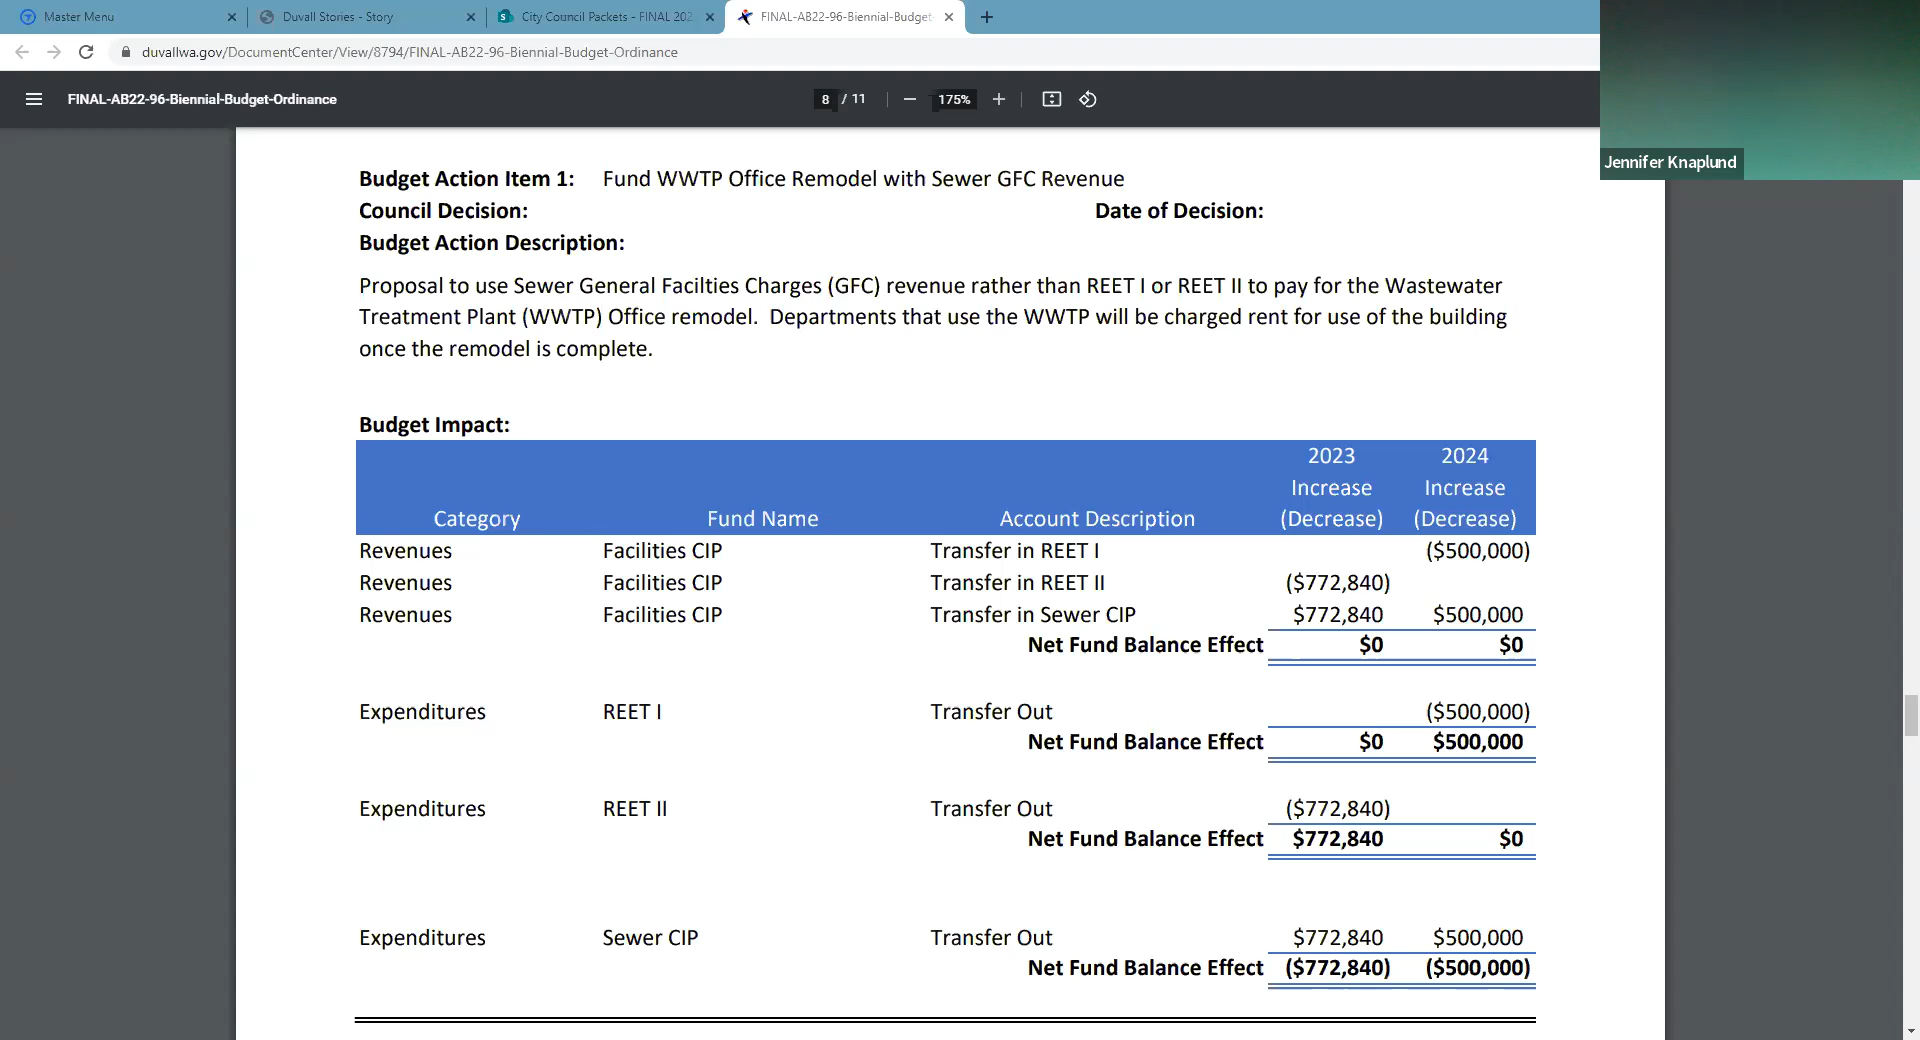 Master Menu
Duvall Stories - Story
City Council Packets - FINAL 202
FINAL-AB22-96-Biennial-Budget-
duvallwa.gov/DocumentCenter/View/8794/FINAL-AB22-96-Biennial-Budget-Ordinance
FINAL-AB22-96-Biennial-Budget-Ordinance
8 / 11
175%
Jennifer Knaplund
Budget Action Item 1: Fund WWTP Office Remodel with Sewer GFC Revenue
Council Decision: Date of Decision:
Budget Action Description:
Proposal to use Sewer General Facilties Charges (GFC) revenue rather than REET I or REET II to pay for the Wastewater
Treatment Plant (WWTP) Office remodel. Departments that use the WWTP will be charged rent for use of the building
once the remodel is complete.
Budget Impact:
2023 2024
Increase Increase
Category Fund Name Account Description (Decrease) (Decrease)
Revenues Facilities CIP Transfer in REET I ($500,000)
Revenues Facilities CIP Transfer in REET II ($772,840)
Revenues Facilities CIP Transfer in Sewer CIP $772,840 $500,000
Net Fund Balance Effect $0 $0
Expenditures REET I Transfer Out ($500,000)
Net Fund Balance Effect $0 $500,000
Expenditures REET II Transfer Out ($772,840)
Net Fund Balance Effect $772,840 $0
Expenditures Sewer CIP Transfer Out $772,840 $500,000
Net Fund Balance Effect ($772,840) ($500,000)